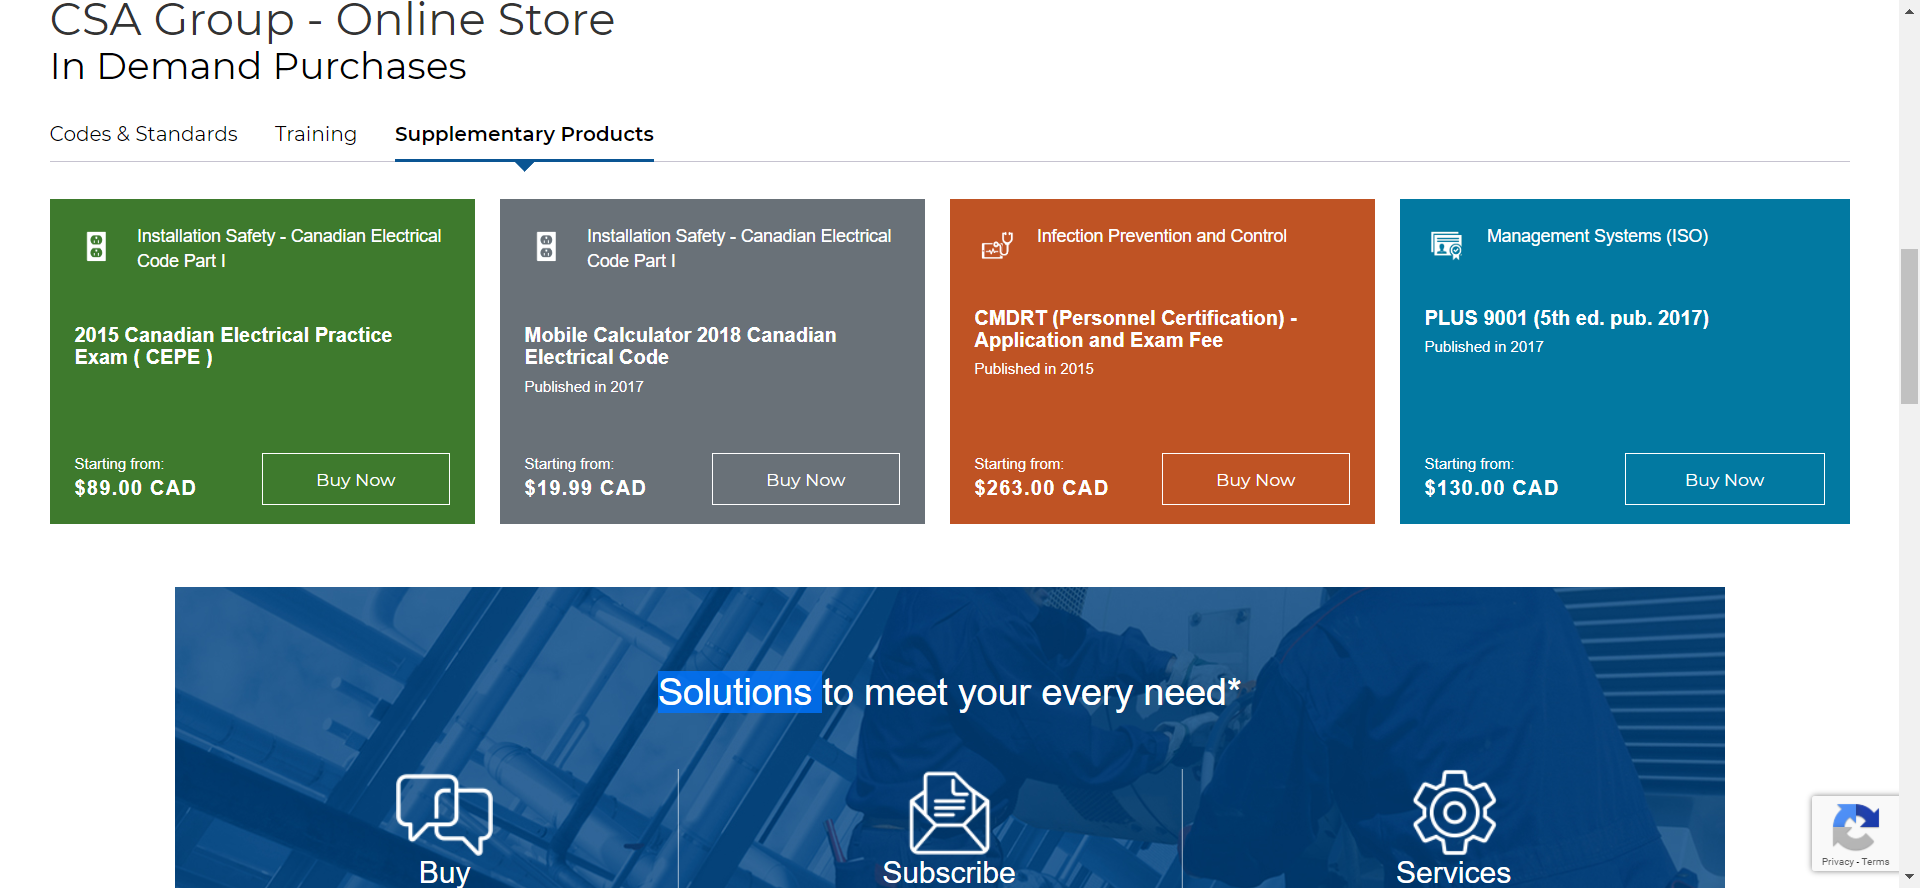 CSA Group - Online Store
In Demand Purchases
Codes & Standards
Training
Supplementary Products
Installation Safety - Canadian Electrical
Code Part I
2015 Canadian Electrical Practice
Exam ( CEPE )
Starting from:
$89.00 CAD
Buy Now
Installation Safety - Canadian Electrical
Code Part I
Mobile Calculator 2018 Canadian
Electrical Code
Published in 2017
Starting from:
$19.99 CAD
Buy Now
Infection Prevention and Control
CMDRT (Personnel Certification) -
Application and Exam Fee
Published in 2015
Starting from:
$263.00 CAD
Buy Now
Management Systems (ISO)
PLUS 9001 (5th ed. pub. 2017)
Published in 2017
Starting from:
$130.00 CAD
Buy Now
Solutions to meet your every need*
Buy
Subscribe
Services
Privacy - Terms